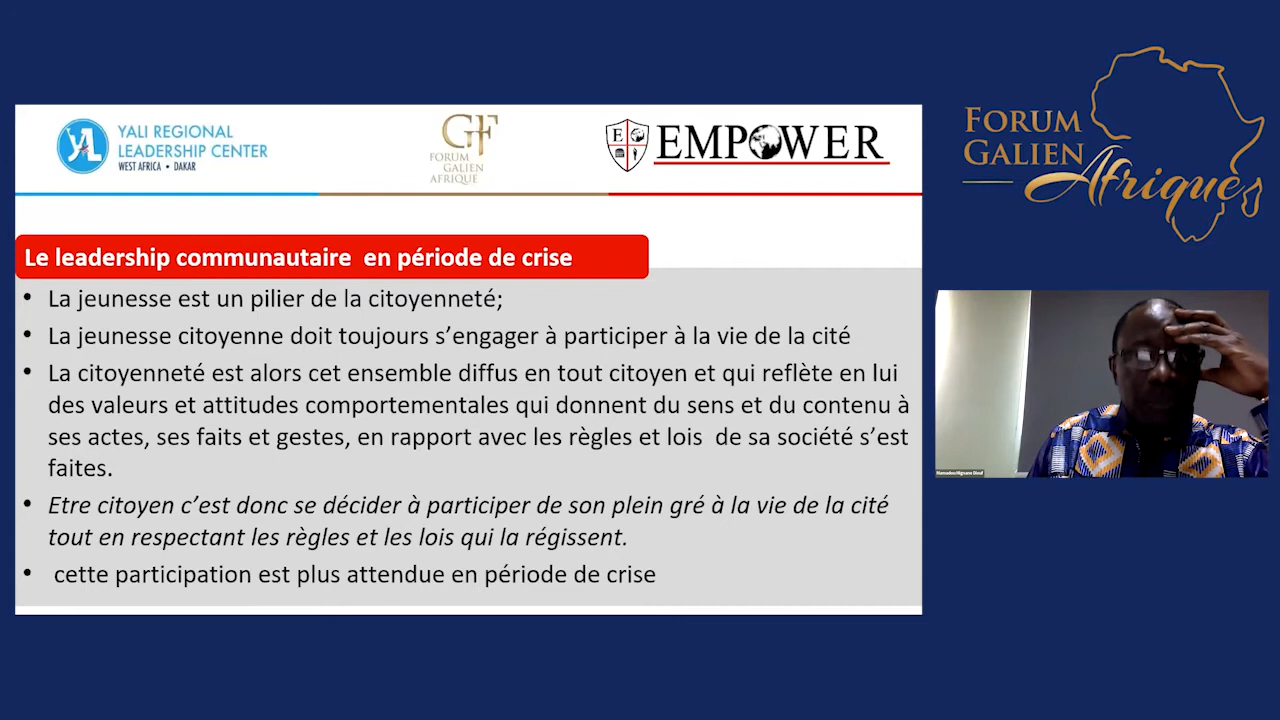 YALI REGIONAL
LEADERSHIP CENTER
WEST AFRICA • DAKAR
GF
FORUM
GALIEN
AFRIQUE
E
EMPOWER
FORUM
GALIEN
Afrique
Le leadership communautaire en période de crise
• La jeunesse est un pilier de la citoyenneté;
• La jeunesse citoyenne doit toujours s’engager à participer à la vie de la cité
• La citoyenneté est alors cet ensemble diffus en tout citoyen et qui reflète en lui
des valeurs et attitudes comportementales qui donnent du sens et du contenu à
ses actes, ses faits et gestes, en rapport avec les règles et lois de sa société s’est
faites.
• Etre citoyen c’est donc se décider à participer de son plein gré à la vie de la cité
tout en respectant les règles et les lois qui la régissent.
• cette participation est plus attendue en période de crise